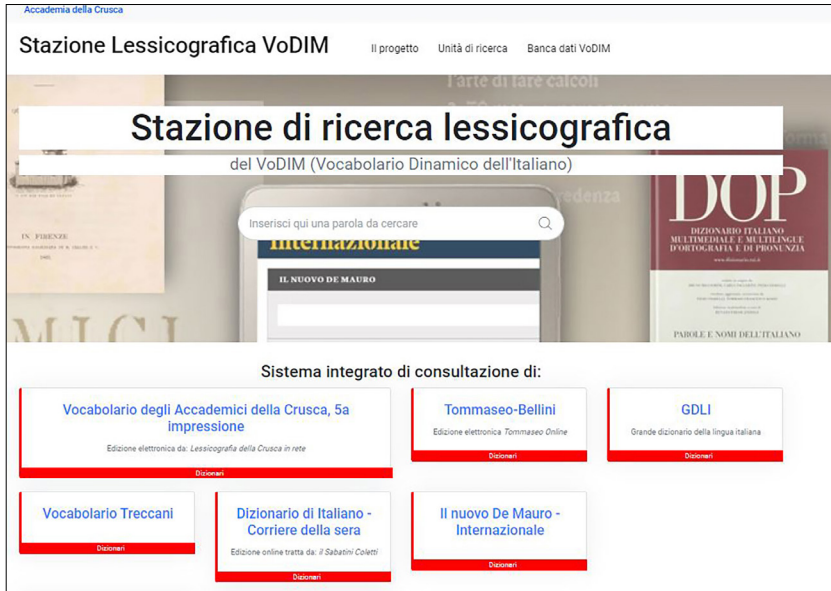 Accademia della Crusca
Stazione Lessicografica VoDIM
Il progetto Unità di ricerca Banca dati VoDIM
l'arte di fare calcoli
Stazione di ricerca lessicografica
del VoDIM (Vocabolario Dinamico dell'Italiano)
Inserisci qui una parola da cercare
Internazionale
IL NUOVO DE MAURO
IN FIRENZE
DOP
DIZIONARIO ITALIANO
MULTIMEDIALE E MULTILINGUE
D'ORTOGRAFIA E DI PRONUNZIA
PAROLE E NOMI DELL'ITALIANO
Sistema integrato di consultazione di:
Vocabolario degli Accademici della Crusca, 5a
impressione
Edizione elettronica da: Lessicografia della Crusca in rete
Dizionari
Tommaseo-Bellini
Edizione elettronica Tommaseo Online
Dizionari
GDLI
Grande dizionario della lingua italiana
Dizionari
Vocabolario Treccani
Dizionari
Dizionario di Italiano -
Corriere della sera
Edizione online tratta da: il Sabatini Coletti
Dizionari
Il nuovo De Mauro -
Internazionale
Dizionari